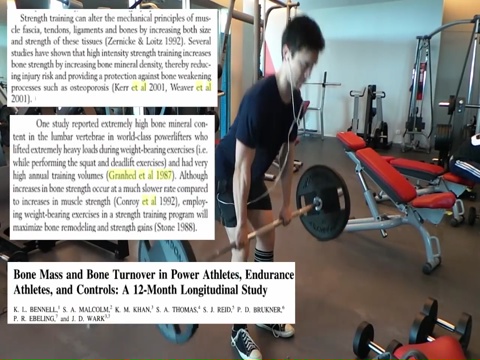 Strength training can alter the mechanical principles of mus-
cle fascia, tendons, ligaments and bones by increasing both size
and strength of these tissues (Zernicke & Loitz 1992). Several
studies have shown that high intensity strength training increases
bone strength by increasing bone mineral density, thereby reduc-
ing injury risk and providing a protection against bone weakening
processes such as osteoporosis (Kerr et al 2001, Weaver et al
2001).
One study reported extremely high bone mineral con-
tent in the lumbar vertebrae in world-class powerlifters who
lifted extremely heavy loads during weight-bearing exercises (i.e.
while performing the squat and deadlift exercises) and had very
high annual training volumes (Granhed et al 1987). Although
increases in bone strength occur at a much slower rate compared
to increases in muscle strength (Conroy et al 1992), employ-
ing weight-bearing exercises in a strength training program will
maximize bone remodeling and strength gains (Stone 1988).
Bone Mass and Bone Turnover in Power Athletes, Endurance
Athletes, and Controls: A 12-Month Longitudinal Study
K. L. BENNELL, S. A. MALCOLM, K. M. KHAN, S. A. THOMAS, S. J. REID, P. D. BRUKNER,
P. R. EBELING, and J. D. WARK